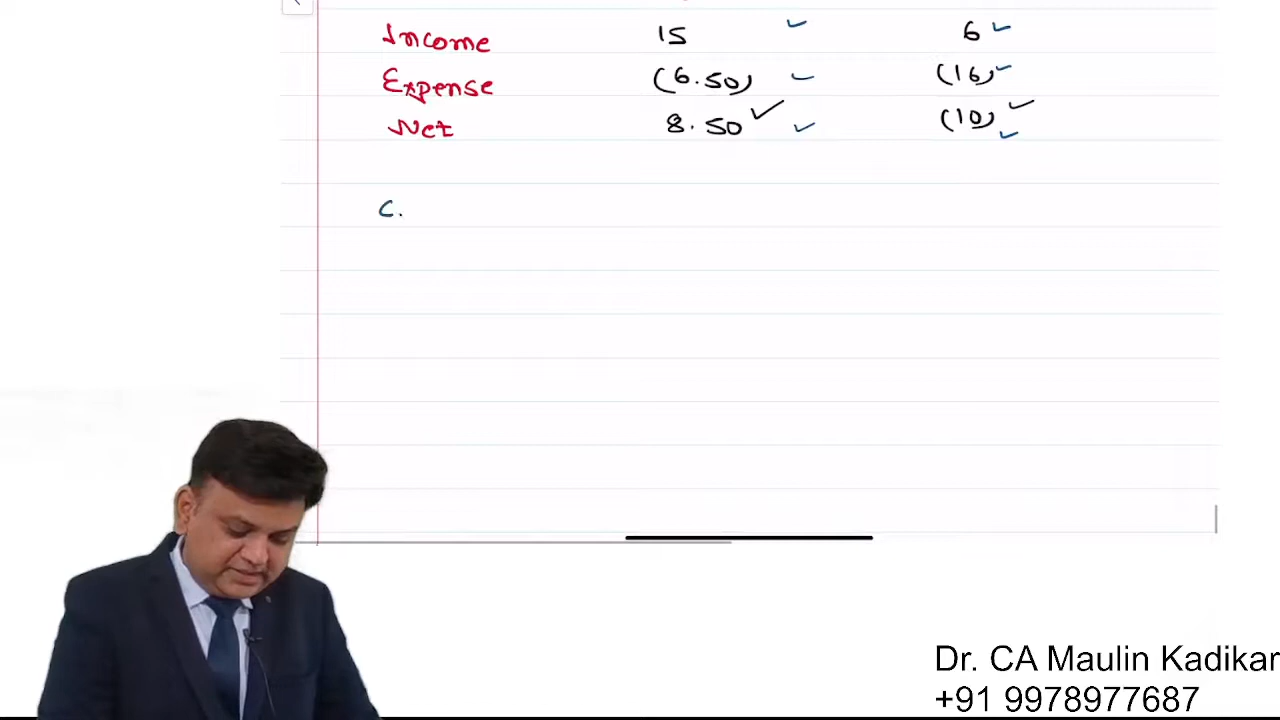 Income 15 6
Expense (6.50) (16)
Net 8.50 (10)
C.
Dr. CA Maulin Kadikar
+91 9978977687